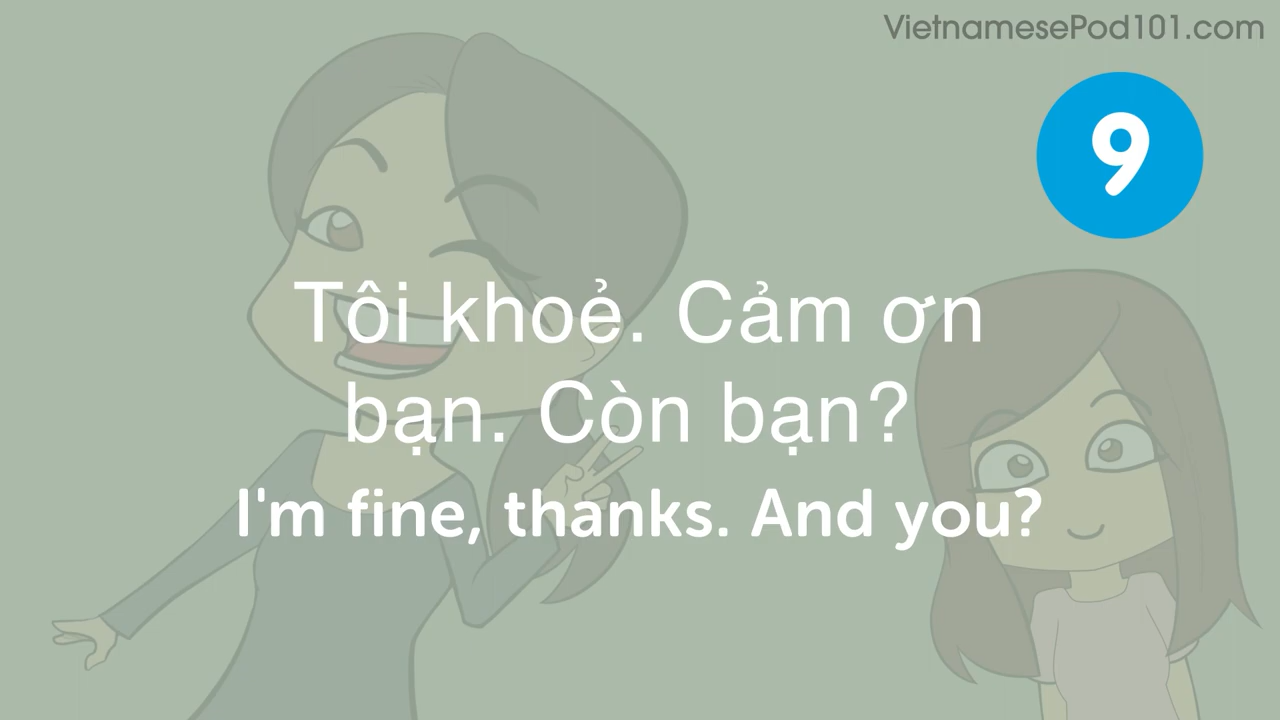 VietnamesePod101.com
9
Tôi khoẻ. Cảm ơn
bạn. Còn bạn?
I'm fine, thanks. And you?